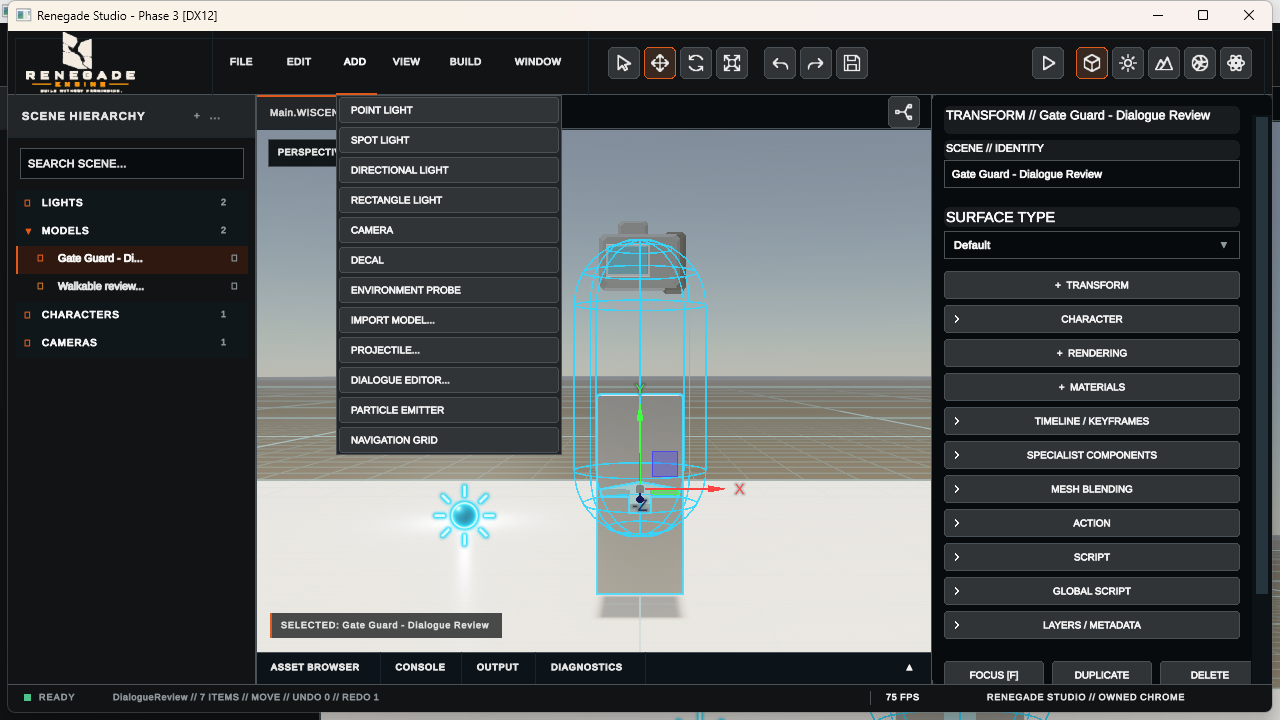 Renegade Studio - Phase 3 [DX12]
RENEGADE
ENGINE
BUILD WITHOUT PERMISSION.
FILE EDIT ADD VIEW BUILD WINDOW
SCENE HIERARCHY + ...
SEARCH SCENE...
LIGHTS 2
MODELS 2
Gate Guard - Di...
Walkable review...
CHARACTERS 1
CAMERAS 1
Main.WISCEN
PERSPECTIV
POINT LIGHT
SPOT LIGHT
DIRECTIONAL LIGHT
RECTANGLE LIGHT
CAMERA
DECAL
ENVIRONMENT PROBE
IMPORT MODEL...
PROJECTILE...
DIALOGUE EDITOR...
PARTICLE EMITTER
NAVIGATION GRID
Y
X
-Z
SELECTED: Gate Guard - Dialogue Review
TRANSFORM // Gate Guard - Dialogue Review
SCENE // IDENTITY
Gate Guard - Dialogue Review
SURFACE TYPE
Default
+ TRANSFORM
CHARACTER
+ RENDERING
+ MATERIALS
TIMELINE / KEYFRAMES
SPECIALIST COMPONENTS
MESH BLENDING
ACTION
SCRIPT
GLOBAL SCRIPT
LAYERS / METADATA
FOCUS [F] DUPLICATE DELETE
ASSET BROWSER CONSOLE OUTPUT DIAGNOSTICS
READY DialogueReview // 7 ITEMS // MOVE // UNDO 0 // REDO 1 75 FPS RENEGADE STUDIO // OWNED CHROME